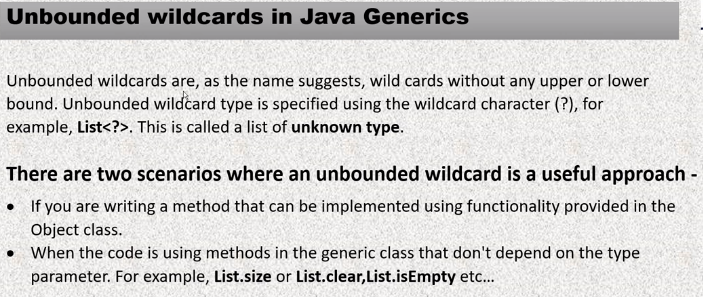 Unbounded wildcards in Java Generics
Unbounded wildcards are, as the name suggests, wild cards without any upper or lower
bound. Unbounded wildcard type is specified using the wildcard character (?), for
example, List<?>. This is called a list of unknown type.
There are two scenarios where an unbounded wildcard is a useful approach -
• If you are writing a method that can be implemented using functionality provided in the
Object class.
• When the code is using methods in the generic class that don't depend on the type
parameter. For example, List.size or List.clear,List.isEmpty etc...